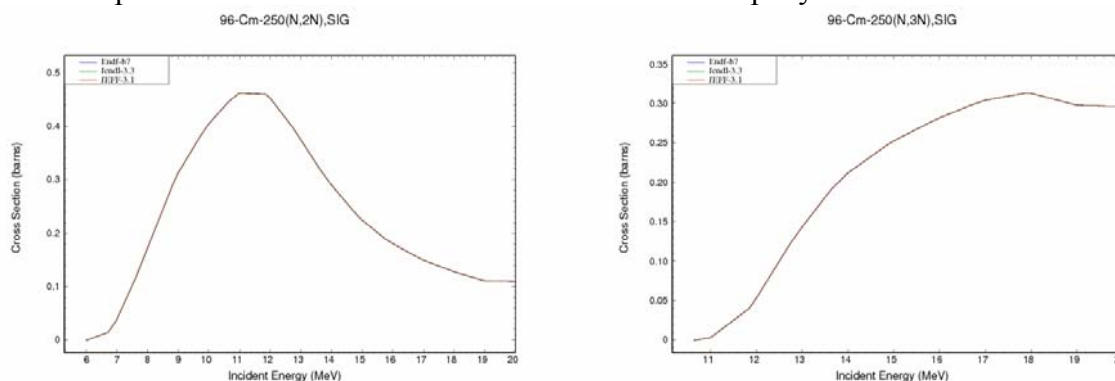 96-Cm-250(N,2N),SIG
Endf-b7
Jendl-3.3
JEFF-3.1
Cross Section (barns)
0.5
0.4
0.3
0.2
0.1
0
6 7 8 9 10 11 12 13 14 15 16 17 18 19 20
Incident Energy (MeV)
96-Cm-250(N,3N),SIG
Endf-b7
Jendl-3.3
JEFF-3.1
Cross Section (barns)
0.35
0.30
0.25
0.20
0.15
0.10
0.05
0
11 12 13 14 15 16 17 18 19
Incident Energy (MeV)